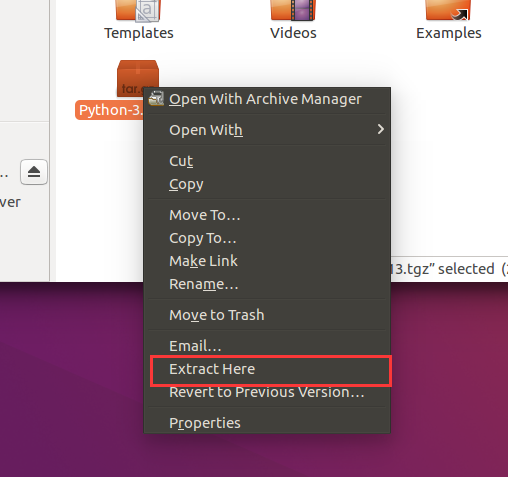 Templates
Videos
Examples
tar.g
Python-3.
Open With Archive Manager
Open With
Cut
Copy
Move To…
Copy To…
Make Link
Rename…
Move to Trash
Email…
Extract Here
Revert to Previous Version…
Properties
ver
13.tgz” selected (